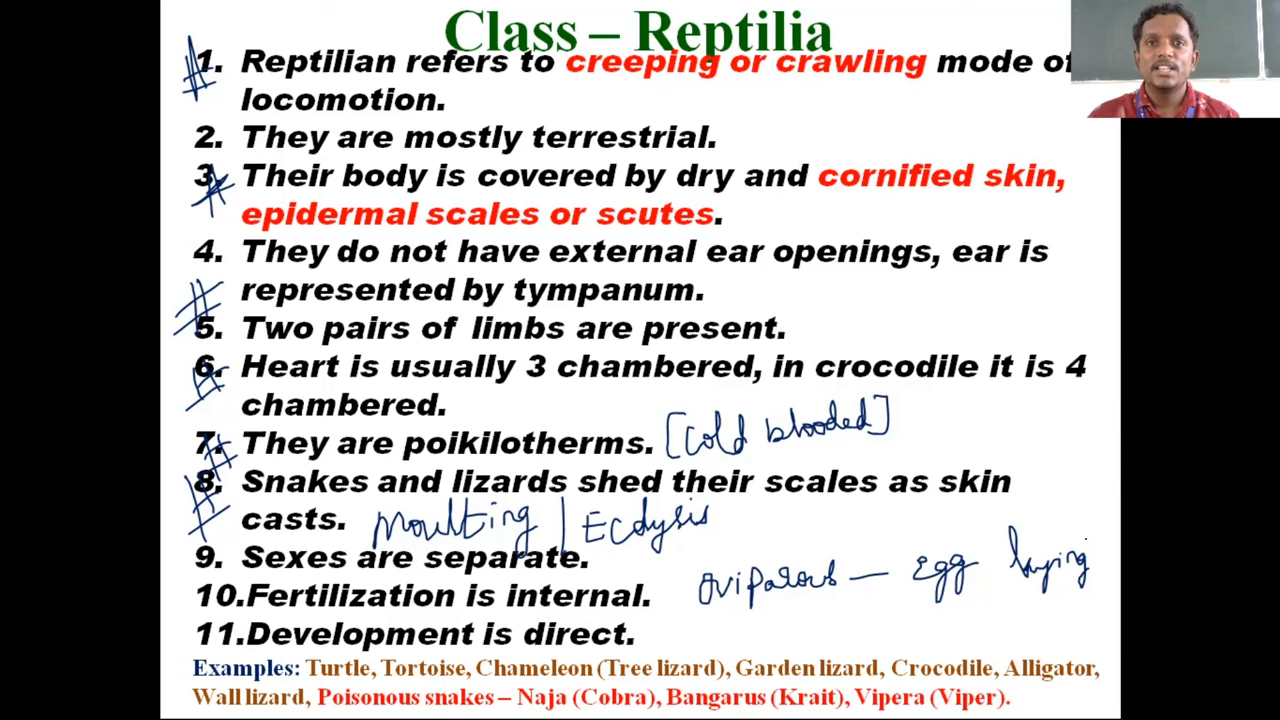 Class – Reptilia
1. Reptilian refers to creeping or crawling mode of
locomotion.
2. They are mostly terrestrial.
3. Their body is covered by dry and cornified skin,
epidermal scales or scutes.
4. They do not have external ear openings, ear is
represented by tympanum.
5. Two pairs of limbs are present.
6. Heart is usually 3 chambered, in crocodile it is 4
chambered.
7. They are poikilotherms. [Cold blooded]
8. Snakes and lizards shed their scales as skin
casts. Moulting | Ecdysis
9. Sexes are separate.
Oviparous — Egg laying
10.Fertilization is internal.
11.Development is direct.
Examples: Turtle, Tortoise, Chameleon (Tree lizard), Garden lizard, Crocodile, Alligator,
Wall lizard, Poisonous snakes – Naja (Cobra), Bangarus (Krait), Vipera (Viper).